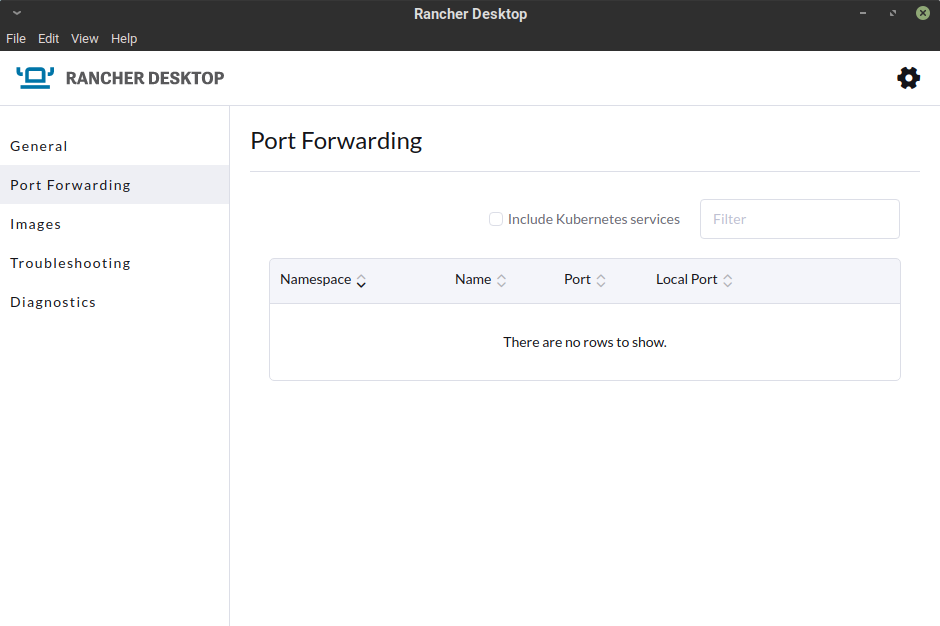 Rancher Desktop
File Edit View Help
RANCHER DESKTOP
General
Port Forwarding
Images
Troubleshooting
Diagnostics
Port Forwarding
Include Kubernetes services Filter
Namespace Name Port Local Port
There are no rows to show.